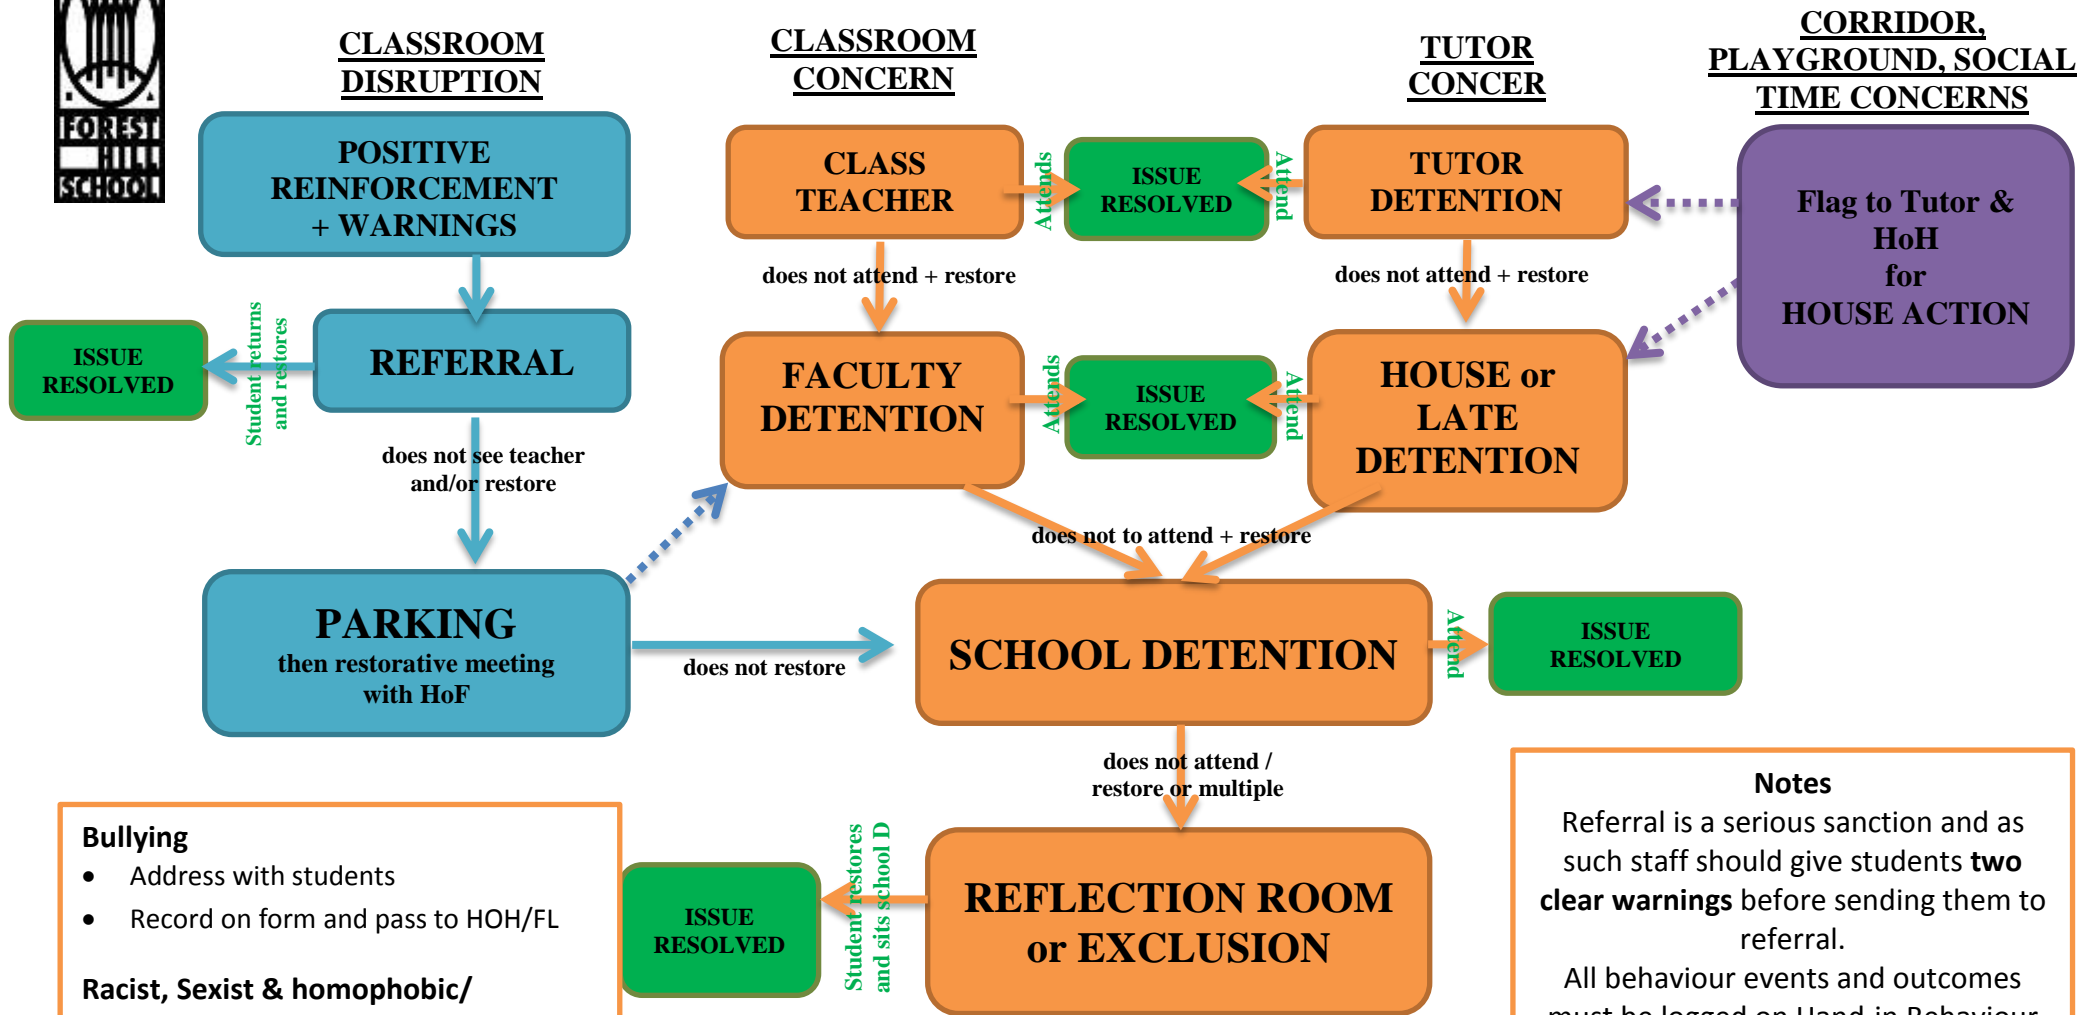 FOREST
HILL
SCHOOL
CLASSROOM
DISRUPTION
CLASSROOM
CONCERN
TUTOR
CONCER
CORRIDOR,
PLAYGROUND, SOCIAL
TIME CONCERNS
POSITIVE
REINFORCEMENT
+ WARNINGS
CLASS
TEACHER
Attends
ISSUE
RESOLVED
Attend
TUTOR
DETENTION
Flag to Tutor &
HoH
for
HOUSE ACTION
does not attend + restore
does not attend + restore
ISSUE
RESOLVED
Student returns
and restores
REFERRAL
FACULTY
DETENTION
Attends
ISSUE
RESOLVED
Attend
HOUSE or
LATE
DETENTION
does not see teacher
and/or restore
does not to attend + restore
PARKING
then restorative meeting
with HoF
does not restore
SCHOOL DETENTION
Attend
ISSUE
RESOLVED
does not attend /
restore or multiple
Bullying
• Address with students
• Record on form and pass to HOH/FL
Racist, Sexist & homophobic/
ISSUE
RESOLVED
Student restores
and sits school D
REFLECTION ROOM
or EXCLUSION
Notes
Referral is a serious sanction and as
such staff should give students two
clear warnings before sending them to
referral.
All behaviour events and outcomes
must be logged on Hand-in Behaviour